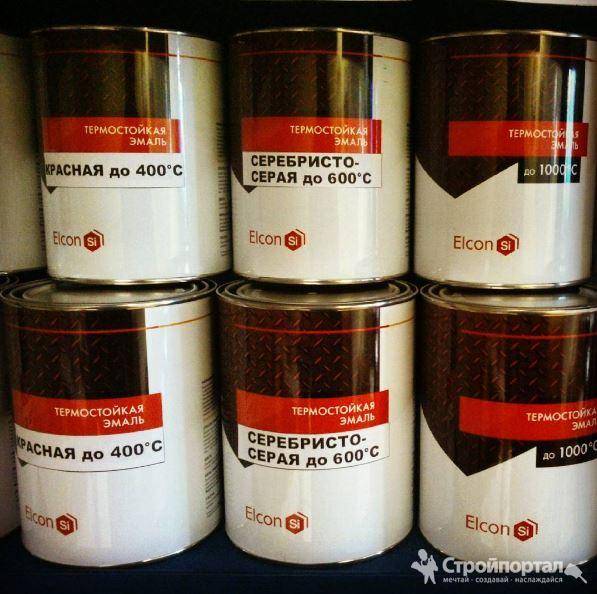 ТЕРМОСТОЙКАЯ
ЭМАЛЬ
КРАСНАЯ до 400°C
Elcon Si
ТЕРМОСТОЙКАЯ
ЭМАЛЬ
СЕРЕБРИСТО-
СЕРАЯ до 600°C
Elcon Si
ТЕРМОСТОЙКАЯ
ЭМАЛЬ
до 1000°C
Elcon Si
ТЕРМОСТОЙКАЯ
ЭМАЛЬ
КРАСНАЯ до 400°C
Elcon Si
ТЕРМОСТОЙКАЯ
ЭМАЛЬ
СЕРЕБРИСТО-
СЕРАЯ до 600°C
Elcon Si
ТЕРМОСТОЙКАЯ
ЭМАЛЬ
до 1000°C
Elcon Si
Стройпортал
мечтай · создавай · наслаждайся